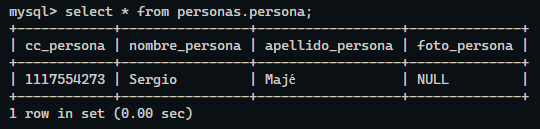 mysql> select * from personas.persona;
+------------+----------------+------------------+--------------+
| cc_persona | nombre_persona | apellido_persona | foto_persona |
+------------+----------------+------------------+--------------+
| 1117554273 | Sergio         | Majé             | NULL         |
+------------+----------------+------------------+--------------+
1 row in set (0.00 sec)